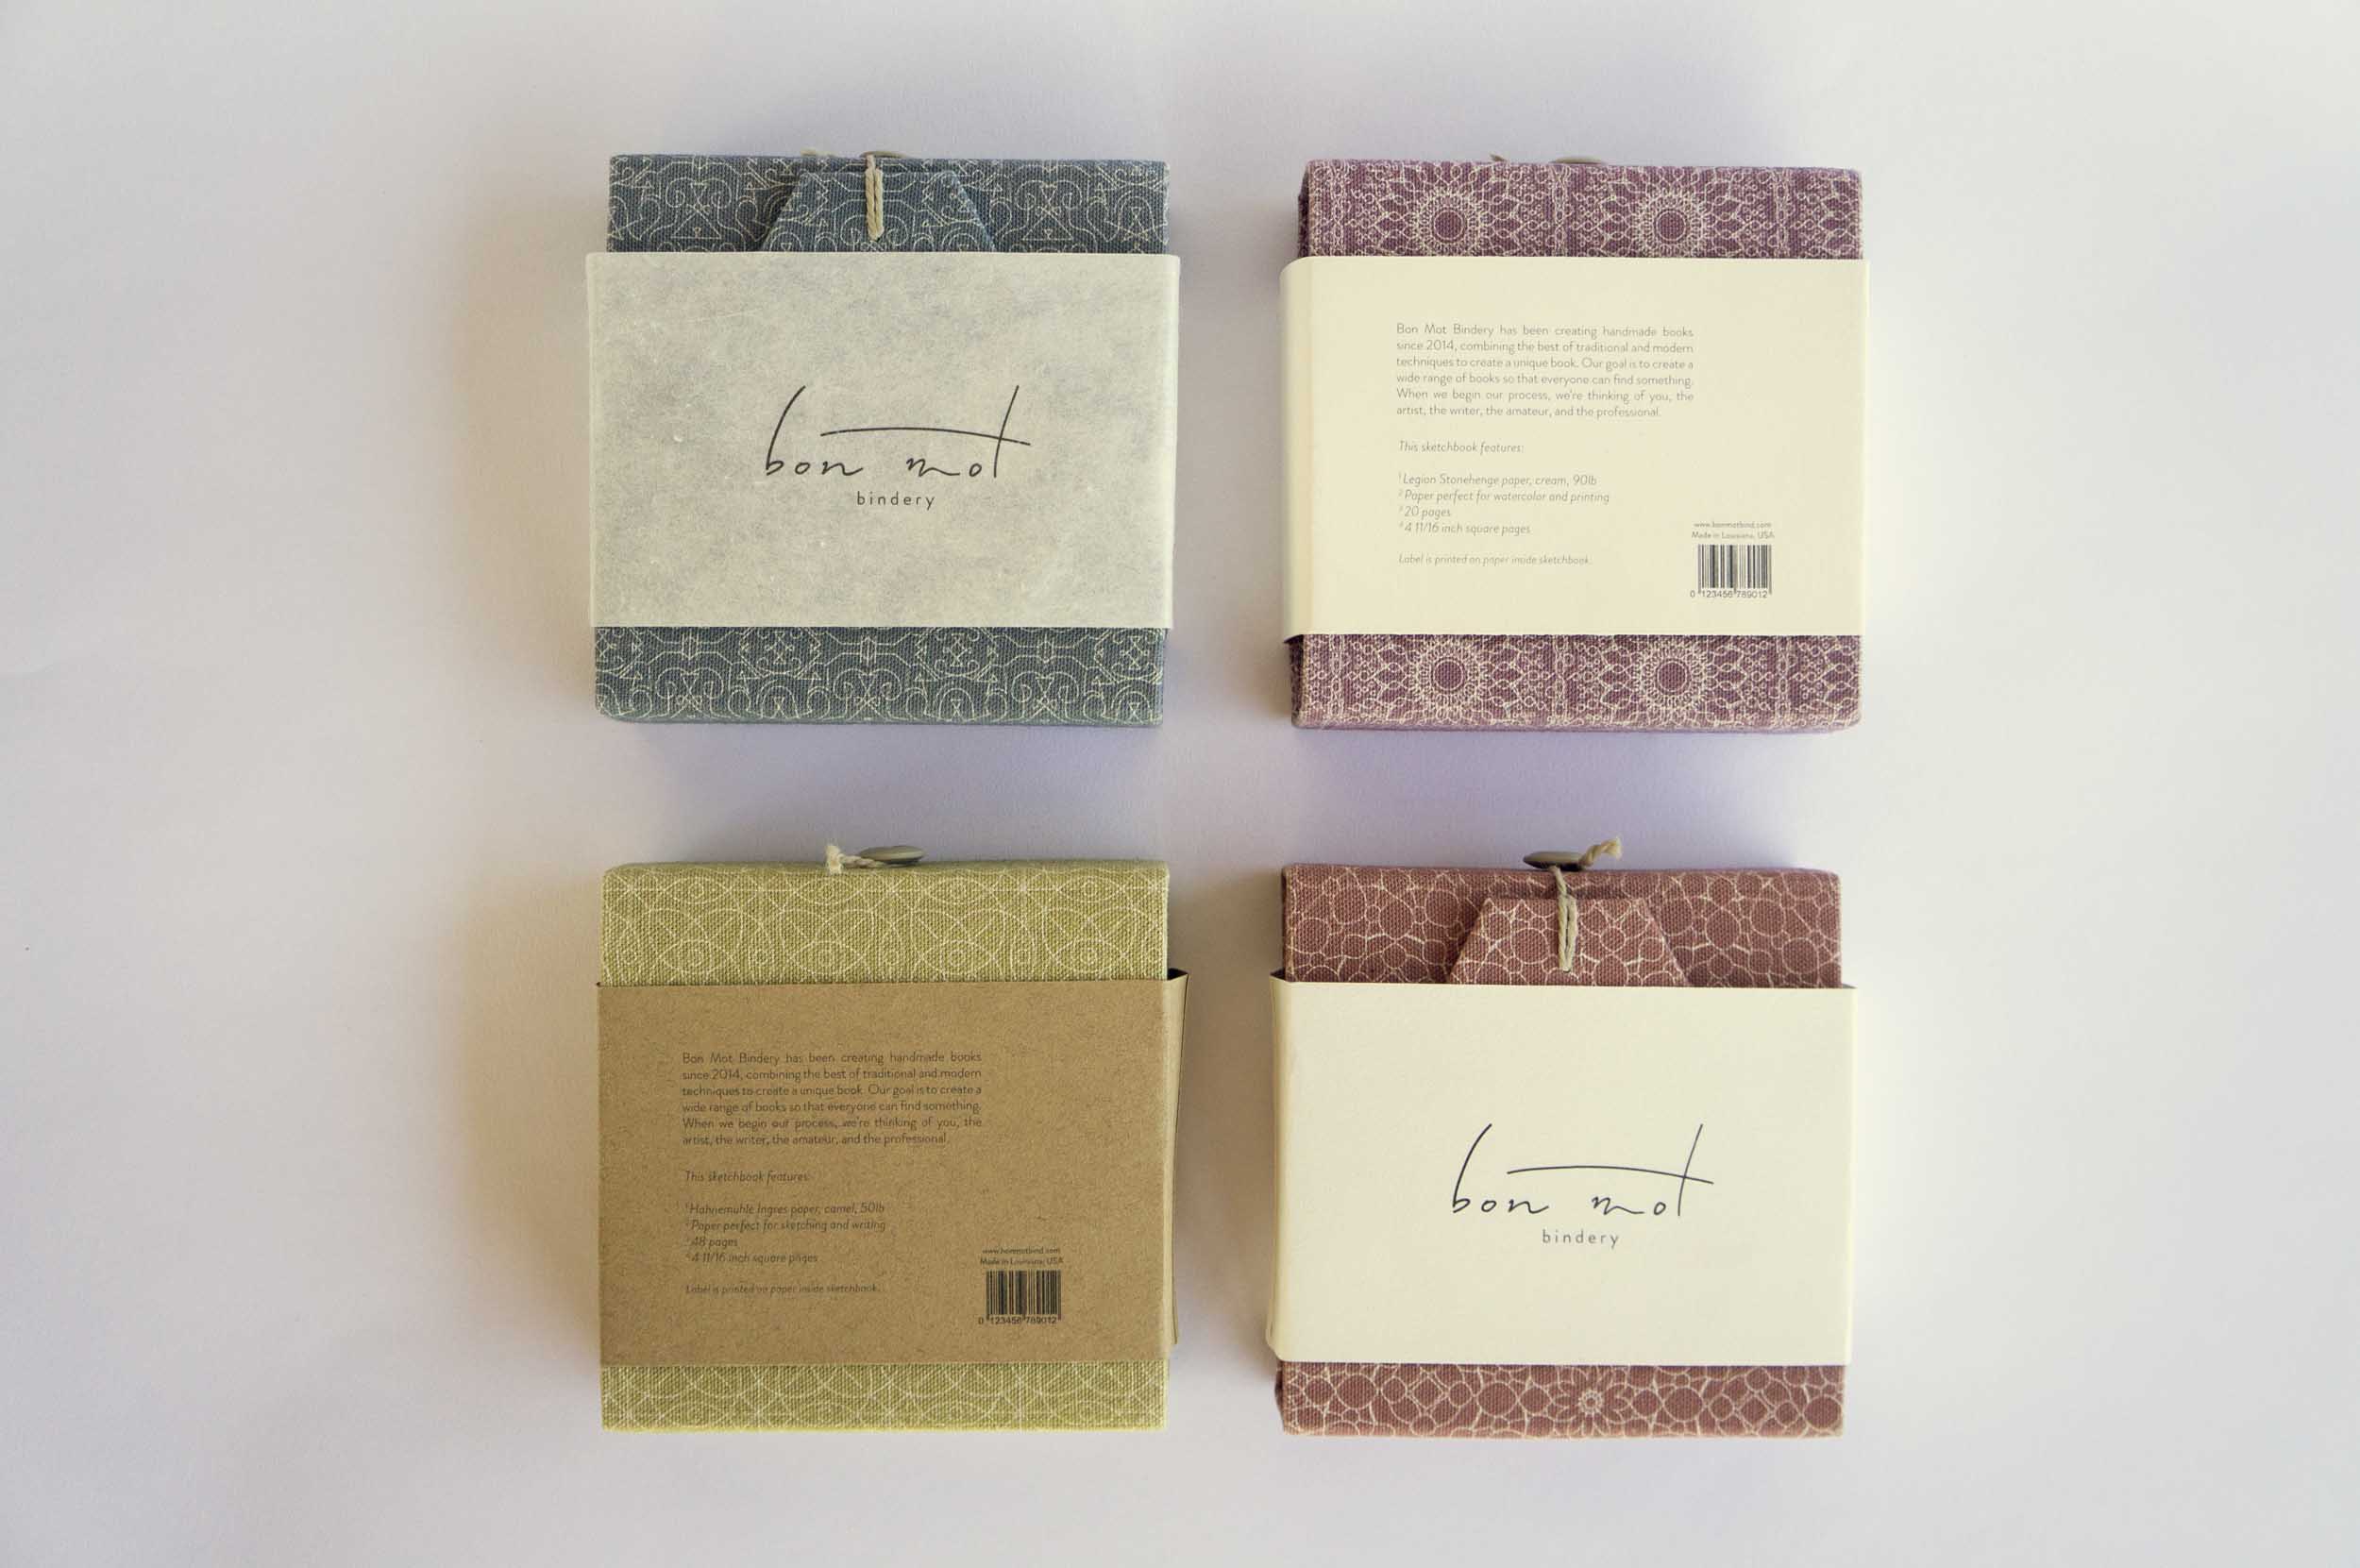 bon mot
bindery
Bon Mot Bindery has been creating handmade books
since 2014, combining the best of traditional and modern
techniques to create a unique book. Our goal is to create a
wide range of books so that everyone can find something.
When we begin our process, we're thinking of you, the
artist, the writer, the amateur, and the professional.
This sketchbook features:
1 Legion Stonehenge paper, cream, 90lb
2 Paper perfect for watercolor and printing
3 20 pages
4 4 11/16 inch square pages
Label is printed on paper inside sketchbook.
www.bonmotbind.com
Made in Louisiana, USA
0 123456 789012
Bon Mot Bindery has been creating handmade books
since 2014, combining the best of traditional and modern
techniques to create a unique book. Our goal is to create a
wide range of books so that everyone can find something.
When we begin our process, we're thinking of you, the
artist, the writer, the amateur, and the professional.
This sketchbook features:
1 Hahnemuhle Ingres paper, camel, 50lb
2 Paper perfect for sketching and writing
3 48 pages
4 4 11/16 inch square pages
Label is printed on paper inside sketchbook.
www.bonmotbind.com
Made in Louisiana, USA
0 123456 789012
bon mot
bindery